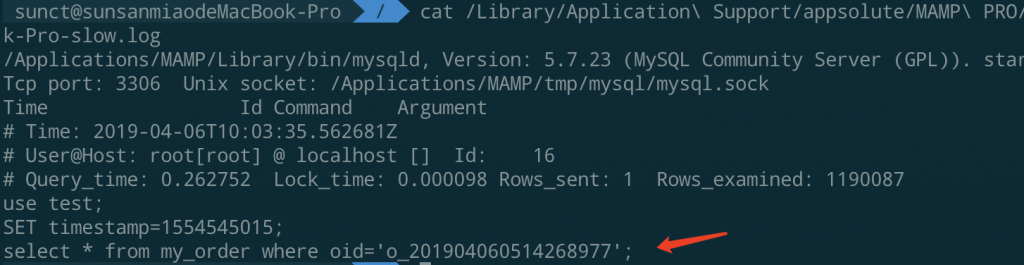 sunct@sunsanmiaodeMacBook-Pro / cat /Library/Application\ Support/appsolute/MAMP\ PRO/
k-Pro-slow.log
/Applications/MAMP/Library/bin/mysqld, Version: 5.7.23 (MySQL Community Server (GPL)). star
Tcp port: 3306  Unix socket: /Applications/MAMP/tmp/mysql/mysql.sock
Time                 Id Command    Argument
# Time: 2019-04-06T10:03:35.562681Z
# User@Host: root[root] @ localhost []  Id:    16
# Query_time: 0.262752  Lock_time: 0.000098 Rows_sent: 1  Rows_examined: 1190087
use test;
SET timestamp=1554545015;
select * from my_order where oid='o_201904060514268977';